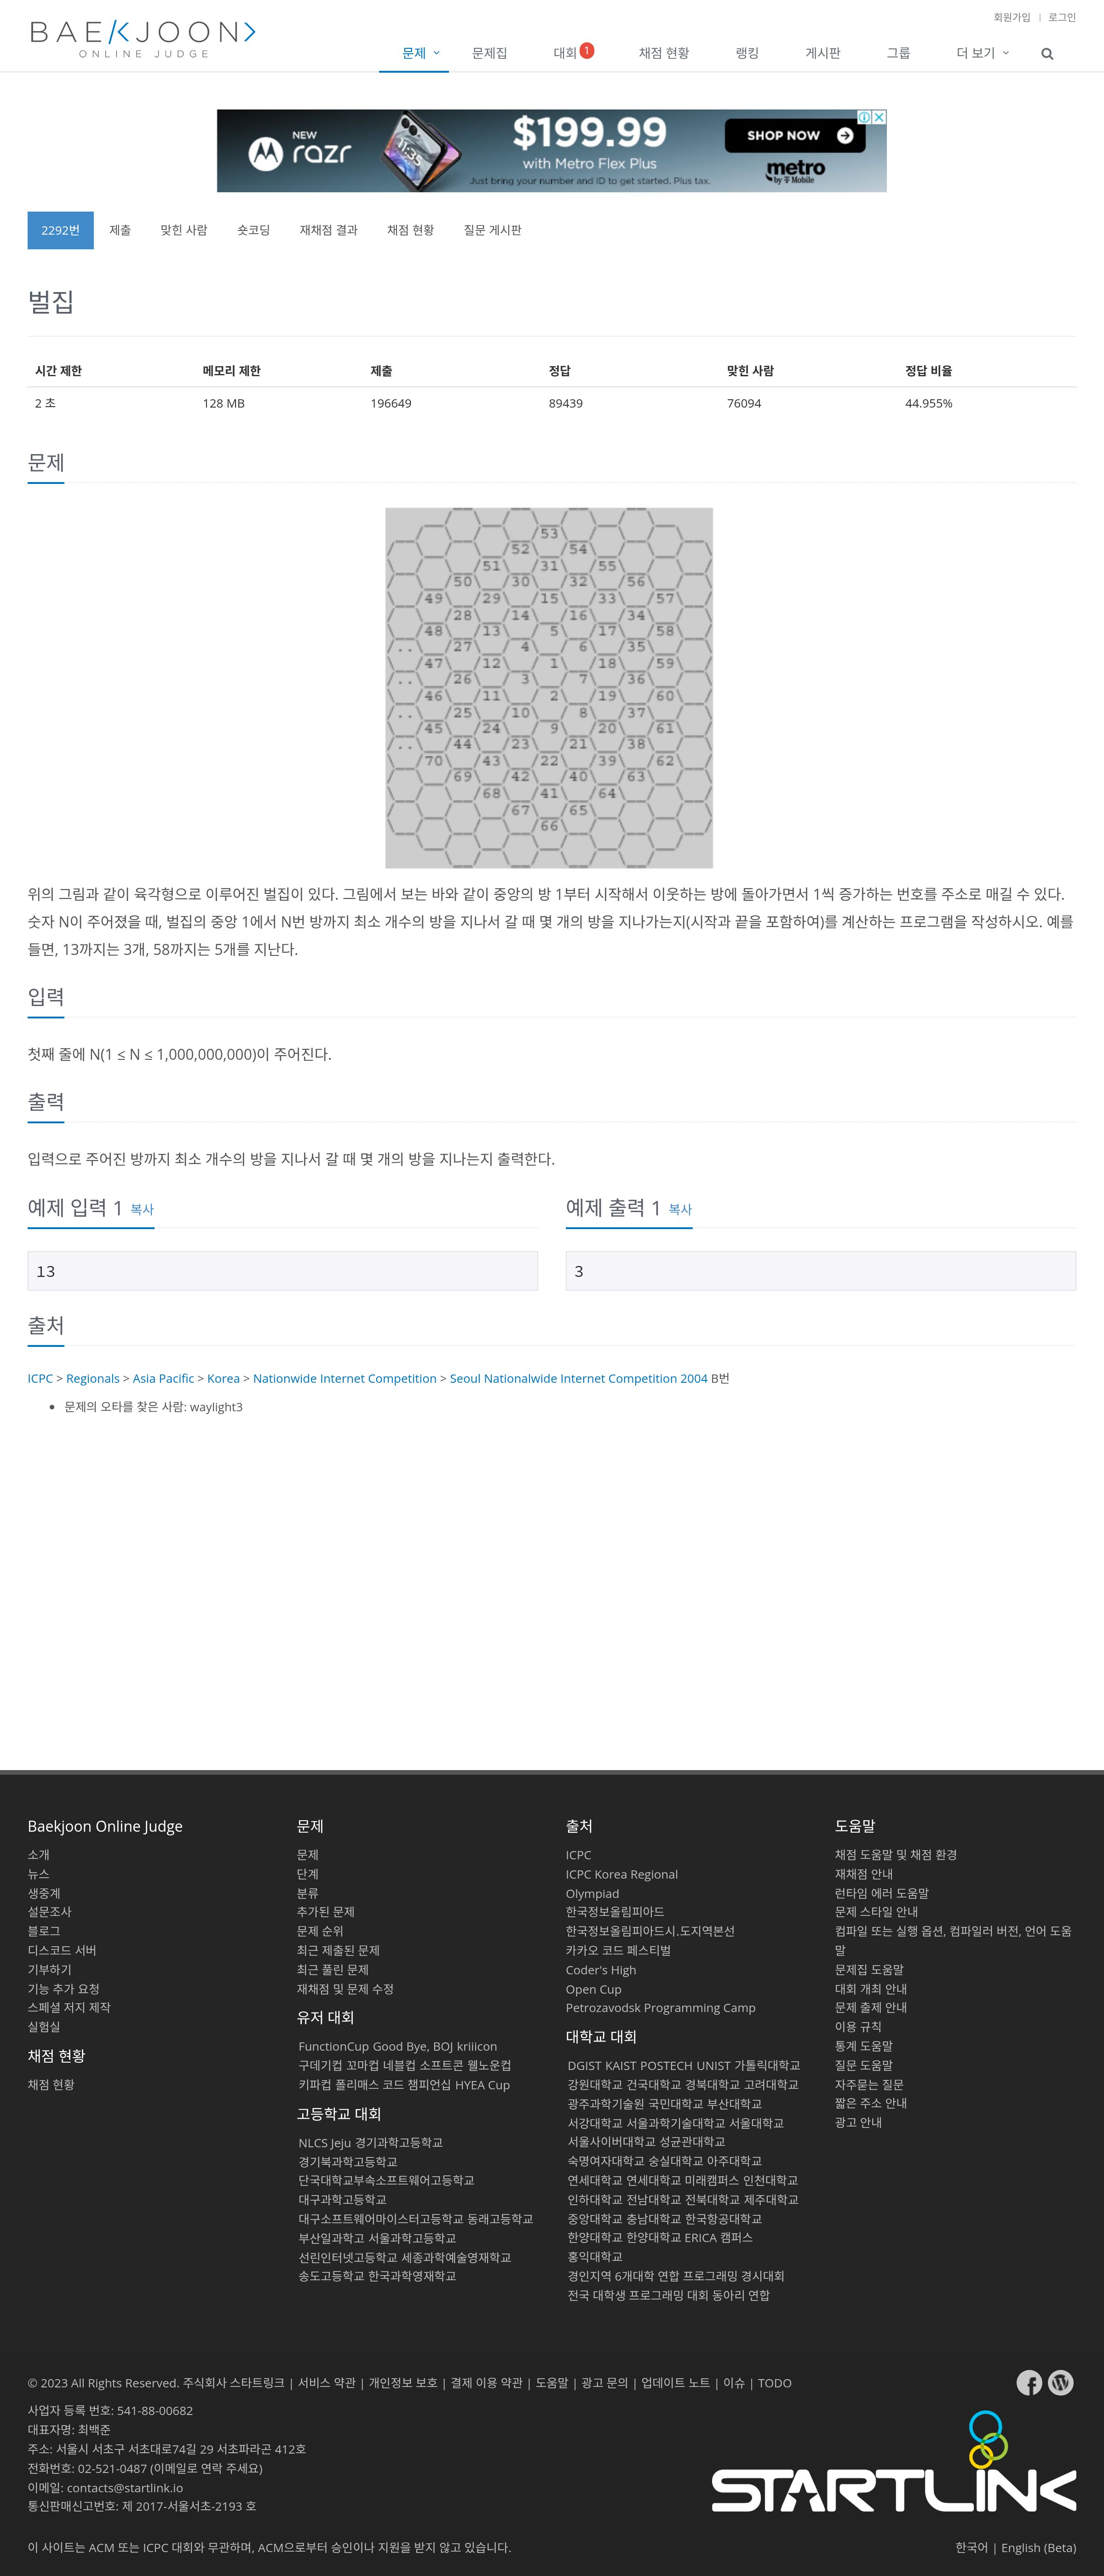 회원가입 | 로그인
BAEKJOON>
ONLINE JUDGE
문제 문제집 대회 1 채점 현황 랭킹 게시판 그룹 더 보기
NEW
razr
$199.99
with Metro Flex Plus
Just bring your number and ID to get started. Plus tax.
SHOP NOW
metro
by T Mobile
2292번 제출 맞힌 사람 숏코딩 재채점 결과 채점 현황 질문 게시판
벌집
시간 제한 메모리 제한 제출 정답 맞힌 사람 정답 비율
2 초 128 MB 196649 89439 76094 44.955%
문제
53
52 54
51 31 55
50 30 32 56
49 29 15 33 57
28 14 16 34
48 13 5 17 58
.. 27 4 6 35
47 12 1 18 59
.. 26 3 7 36
46 11 2 19 60
.. 25 10 8 37
45 24 9 20 61
.. 44 23 21 38
70 43 22 39 62
69 42 40 63
68 41 64
67 65
66
위의 그림과 같이 육각형으로 이루어진 벌집이 있다. 그림에서 보는 바와 같이 중앙의 방 1부터 시작해서 이웃하는 방에 돌아가면서 1씩 증가하는 번호를 주소로 매길 수 있다.
숫자 N이 주어졌을 때, 벌집의 중앙 1에서 N번 방까지 최소 개수의 방을 지나서 갈 때 몇 개의 방을 지나가는지(시작과 끝을 포함하여)를 계산하는 프로그램을 작성하시오. 예를
들면, 13까지는 3개, 58까지는 5개를 지난다.
입력
첫째 줄에 N(1 ≤ N ≤ 1,000,000,000)이 주어진다.
출력
입력으로 주어진 방까지 최소 개수의 방을 지나서 갈 때 몇 개의 방을 지나는지 출력한다.
예제 입력 1 복사
13
예제 출력 1 복사
3
출처
ICPC > Regionals > Asia Pacific > Korea > Nationwide Internet Competition > Seoul Nationalwide Internet Competition 2004 B번
• 문제의 오타를 찾은 사람: waylight3
Baekjoon Online Judge
소개
뉴스
생중계
설문조사
블로그
디스코드 서버
기부하기
기능 추가 요청
스페셜 저지 제작
실험실
채점 현황
채점 현황
문제
문제
단계
분류
추가된 문제
문제 순위
최근 제출된 문제
최근 풀린 문제
재채점 및 문제 수정
유저 대회
FunctionCup Good Bye, BOJ kriiicon
구데기컵 꼬마컵 네블컵 소프트콘 웰노운컵
키파컵 폴리매스 코드 챔피언십 HYEA Cup
고등학교 대회
NLCS Jeju 경기과학고등학교
경기북과학고등학교
단국대학교부속소프트웨어고등학교
대구과학고등학교
대구소프트웨어마이스터고등학교 동래고등학교
부산일과학고 서울과학고등학교
선린인터넷고등학교 세종과학예술영재학교
송도고등학교 한국과학영재학교
출처
ICPC
ICPC Korea Regional
Olympiad
한국정보올림피아드
한국정보올림피아드시.도지역본선
카카오 코드 페스티벌
Coder's High
Open Cup
Petrozavodsk Programming Camp
대학교 대회
DGIST KAIST POSTECH UNIST 가톨릭대학교
강원대학교 건국대학교 경북대학교 고려대학교
광주과학기술원 국민대학교 부산대학교
서강대학교 서울과학기술대학교 서울대학교
서울사이버대학교 성균관대학교
숙명여자대학교 숭실대학교 아주대학교
연세대학교 연세대학교 미래캠퍼스 인천대학교
인하대학교 전남대학교 전북대학교 제주대학교
중앙대학교 충남대학교 한국항공대학교
한양대학교 한양대학교 ERICA 캠퍼스
홍익대학교
경인지역 6개대학 연합 프로그래밍 경시대회
전국 대학생 프로그래밍 대회 동아리 연합
도움말
채점 도움말 및 채점 환경
재채점 안내
런타임 에러 도움말
문제 스타일 안내
컴파일 또는 실행 옵션, 컴파일러 버전, 언어 도움
말
문제집 도움말
대회 개최 안내
문제 출제 안내
이용 규칙
통계 도움말
질문 도움말
자주묻는 질문
짧은 주소 안내
광고 안내
© 2023 All Rights Reserved. 주식회사 스타트링크 | 서비스 약관 | 개인정보 보호 | 결제 이용 약관 | 도움말 | 광고 문의 | 업데이트 노트 | 이슈 | TODO
사업자 등록 번호: 541-88-00682
대표자명: 최백준
주소: 서울시 서초구 서초대로74길 29 서초파라곤 412호
전화번호: 02-521-0487 (이메일로 연락 주세요)
이메일: contacts@startlink.io
통신판매신고번호: 제 2017-서울서초-2193 호
STARTLINK
이 사이트는 ACM 또는 ICPC 대회와 무관하며, ACM으로부터 승인이나 지원을 받지 않고 있습니다.
한국어 | English (Beta)